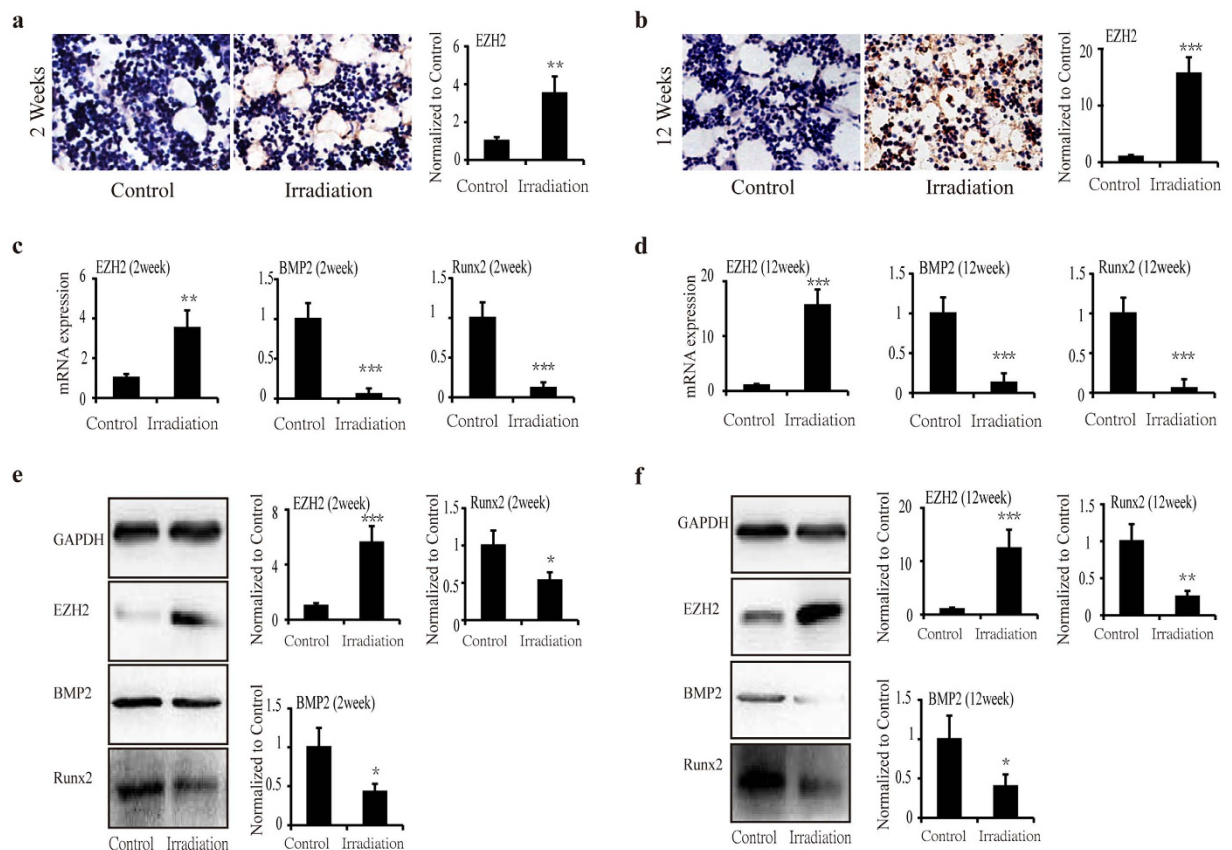 a
2 Weeks
Control
Irradiation
EZH2
Normalized to Control
6
4
2
0
**
Control Irradiation
b
12 Weeks
Control
Irradiation
EZH2
Normalized to Control
20
10
0
***
Control Irradiation
c
mRNA expression
EZH2 (2week)
6
4
2
0
**
Control Irradiation
BMP2 (2week)
1.5
1
0.5
0
***
Control Irradiation
Runx2 (2week)
1.5
1
0.5
0
***
Control Irradiation
d
mRNA expression
EZH2 (12week)
20
10
0
***
Control Irradiation
BMP2 (12week)
1.5
1
0.5
0
***
Control Irradiation
Runx2 (12week)
1.5
1
0.5
0
***
Control Irradiation
e
GAPDH
EZH2
BMP2
Runx2
Control Irradiation
EZH2 (2week)
Normalized to Control
8
6
4
2
0
***
Control Irradiation
Runx2 (2week)
Normalized to Control
1.5
1
0.5
0
*
Control Irradiation
BMP2 (2week)
Normalized to Control
1.5
1
0.5
0
*
Control Irradiation
f
GAPDH
EZH2
BMP2
Runx2
Control Irradiation
EZH2 (12week)
Normalized to Control
20
10
0
***
Control Irradiation
Runx2 (12week)
Normalized to Control
1.5
1
0.5
0
**
Control Irradiation
BMP2 (12week)
Normalized to Control
1.5
1
0.5
0
*
Control Irradiation